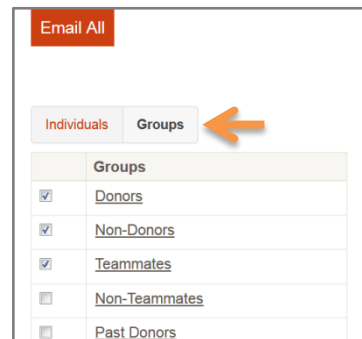 Email All
Individuals Groups
Groups
Donors
Non-Donors
Teammates
Non-Teammates
Past Donors